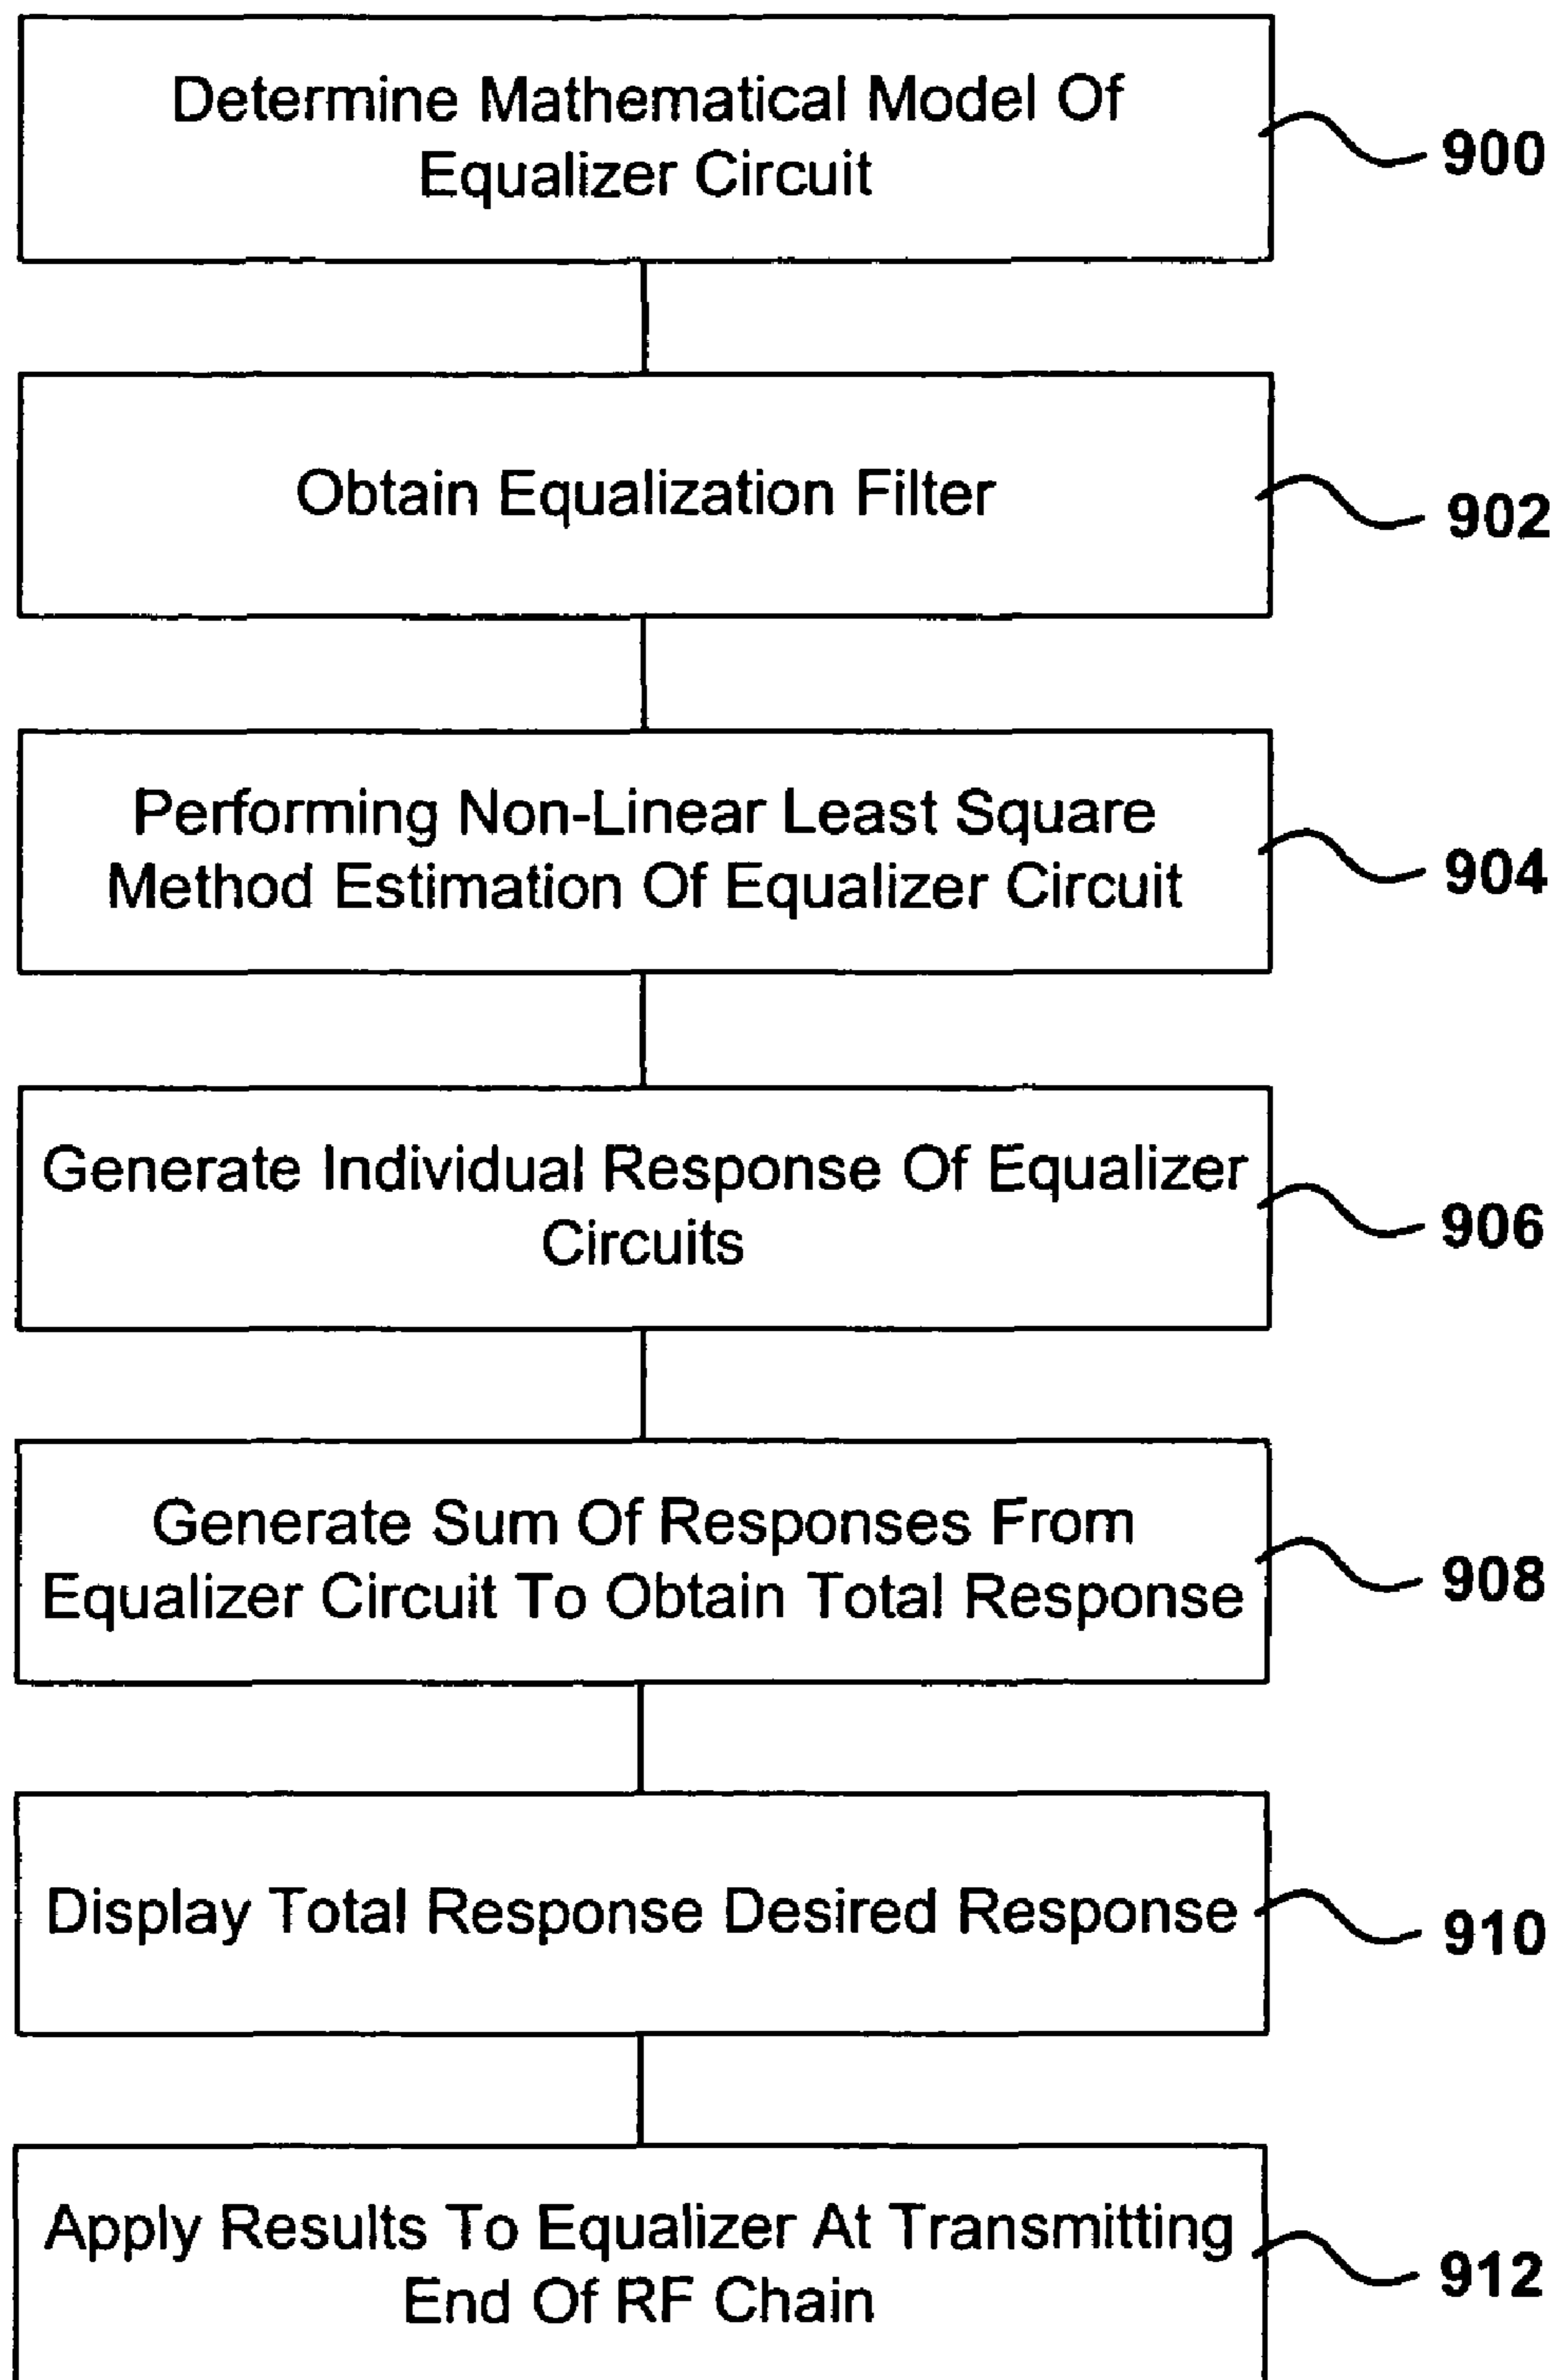 Determine Mathematical Model Of
Equalizer Circuit
900
Obtain Equalization Filter
902
Performing Non-Linear Least Square
Method Estimation Of Equalizer Circuit
904
Generate Individual Response Of Equalizer
Circuits
906
Generate Sum Of Responses From
Equalizer Circuit To Obtain Total Response
908
Display Total Response Desired Response
910
Apply Results To Equalizer At Transmitting
End Of RF Chain
912